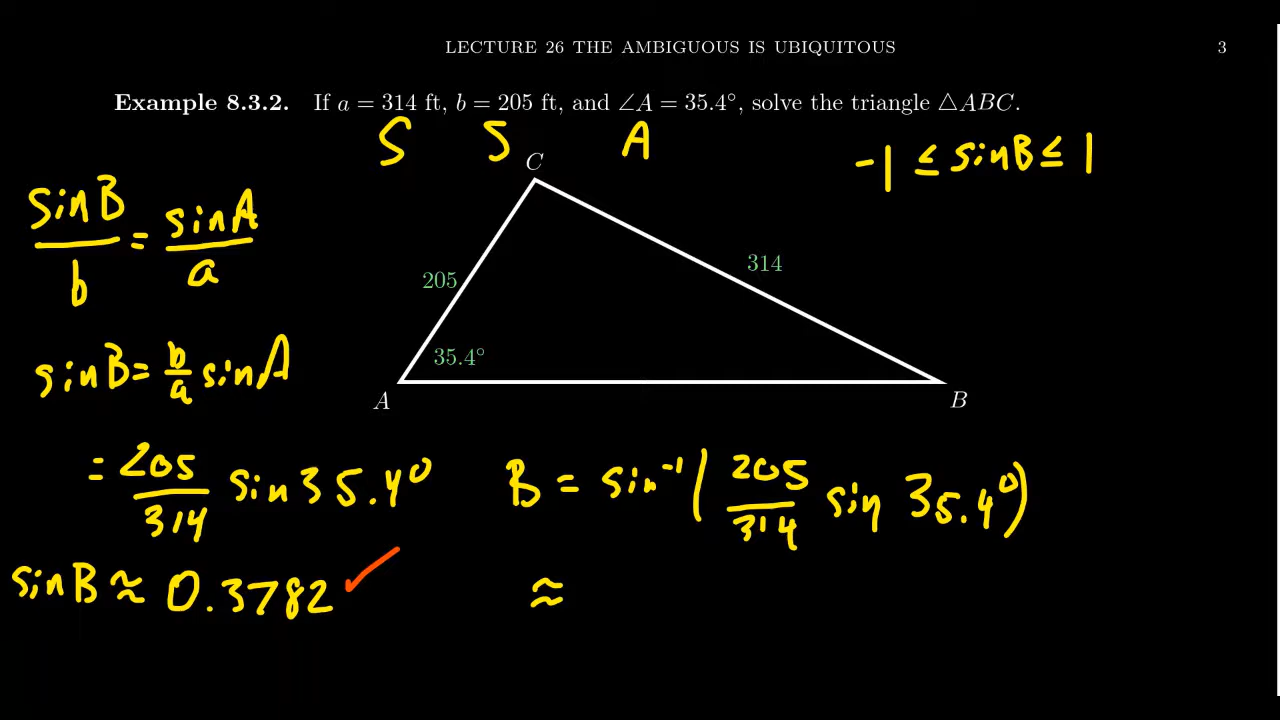 LECTURE 26 THE AMBIGUOUS IS UBIQUITOUS 3
Example 8.3.2. If a = 314 ft, b = 205 ft, and ∠A = 35.4°, solve the triangle △ABC.
S S A
-1 ≤ sinB ≤ 1
C
sinB/b = sinA/a
205
314
35.4°
A
B
sinB = b/a sinA
= 205/314 sin 35.4°
B = sin⁻¹(205/314 sin 35.4°)
sinB ≈ 0.3782 ✓
≈